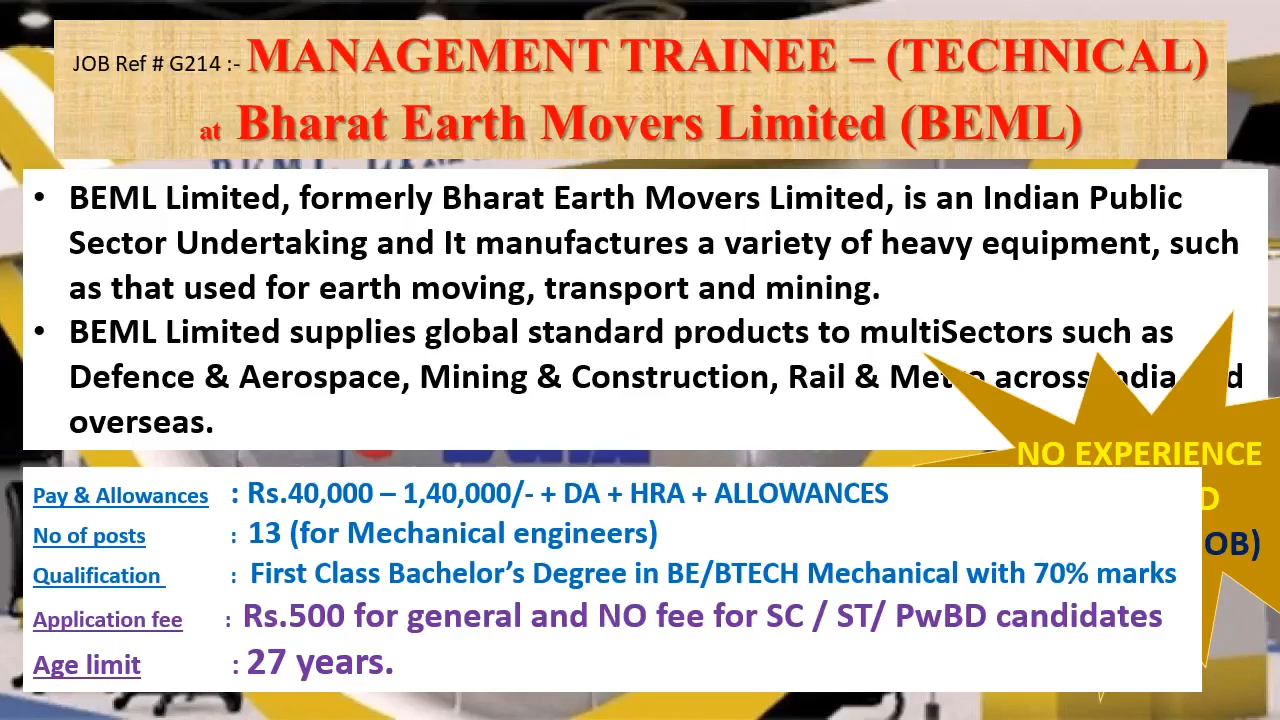 JOB Ref # G214 :- MANAGEMENT TRAINEE – (TECHNICAL)
at Bharat Earth Movers Limited (BEML)
• BEML Limited, formerly Bharat Earth Movers Limited, is an Indian Public
Sector Undertaking and It manufactures a variety of heavy equipment, such
as that used for earth moving, transport and mining.
• BEML Limited supplies global standard products to multiSectors such as
Defence & Aerospace, Mining & Construction, Rail & Metro across India and
overseas.
NO EXPERIENCE
D
OB)
Pay & Allowances : Rs.40,000 – 1,40,000/- + DA + HRA + ALLOWANCES
No of posts : 13 (for Mechanical engineers)
Qualification : First Class Bachelor’s Degree in BE/BTECH Mechanical with 70% marks
Application fee : Rs.500 for general and NO fee for SC / ST/ PwBD candidates
Age limit : 27 years.